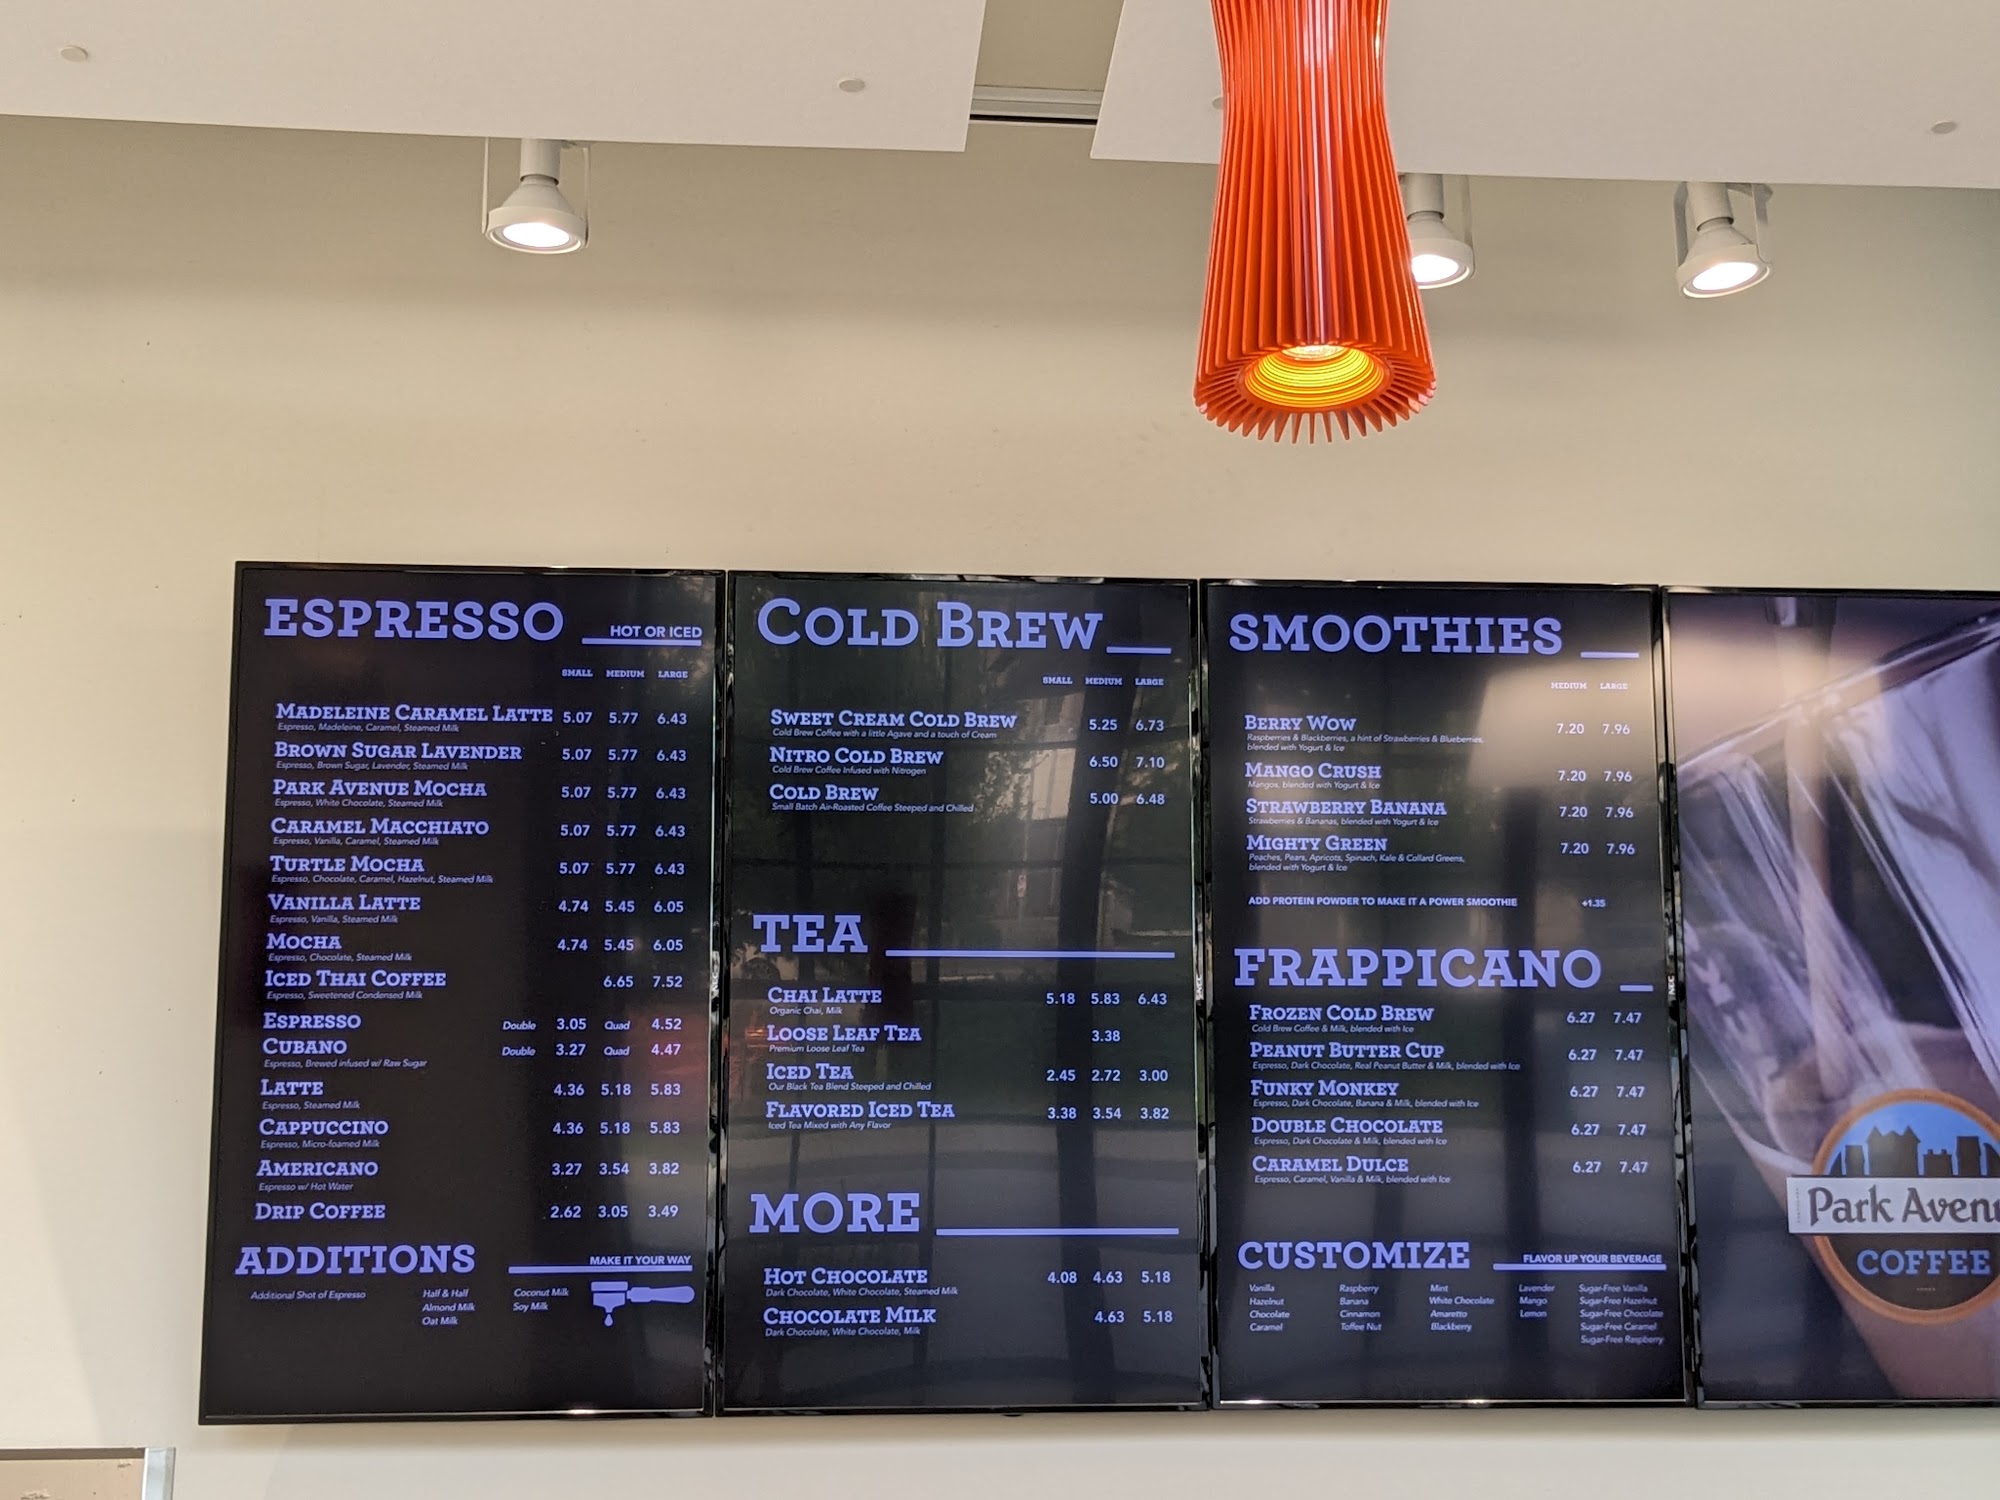 ESPRESSO HOT OR ICED
SMALL MEDIUM LARGE
MADELEINE CARAMEL LATTE 5.07 5.77 6.43
Espresso, Madeleine, Caramel, Steamed Milk
BROWN SUGAR LAVENDER 5.07 5.77 6.43
Espresso, Brown Sugar, Lavender, Steamed Milk
PARK AVENUE MOCHA 5.07 5.77 6.43
Espresso, White Chocolate, Steamed Milk
CARAMEL MACCHIATO 5.07 5.77 6.43
Espresso, Vanilla, Caramel, Steamed Milk
TURTLE MOCHA 5.07 5.77 6.43
Espresso, Chocolate, Caramel, Hazelnut, Steamed Milk
VANILLA LATTE 4.74 5.45 6.05
Espresso, Vanilla, Steamed Milk
MOCHA 4.74 5.45 6.05
Espresso, Chocolate, Steamed Milk
ICED THAI COFFEE 6.65 7.52
Espresso, Sweetened Condensed Milk
ESPRESSO Double 3.05 Quad 4.52
CUBANO Double 3.27 Quad 4.47
Espresso, Brewed infused w/ Raw Sugar
LATTE 4.36 5.18 5.83
Espresso, Steamed Milk
CAPPUCCINO 4.36 5.18 5.83
Espresso, Micro-foamed Milk
AMERICANO 3.27 3.54 3.82
Espresso w/ Hot Water
DRIP COFFEE 2.62 3.05 3.49
ADDITIONS MAKE IT YOUR WAY
Additional Shot of Espresso Half & Half Coconut Milk
Almond Milk Soy Milk
Oat Milk
COLD BREW
SMALL MEDIUM LARGE
SWEET CREAM COLD BREW 5.25 6.73
Cold Brew Coffee with a little Agave and a touch of Cream
NITRO COLD BREW 6.50 7.10
Cold Brew Coffee Infused with Nitrogen
COLD BREW 5.00 6.48
Small Batch Air-Roasted Coffee Steeped and Chilled
TEA
CHAI LATTE 5.18 5.83 6.43
Organic Chai, Milk
LOOSE LEAF TEA 3.38
Premium Loose Leaf Tea
ICED TEA 2.45 2.72 3.00
Our Black Tea Blend Steeped and Chilled
FLAVORED ICED TEA 3.38 3.54 3.82
Iced Tea Mixed with Any Flavor
MORE
HOT CHOCOLATE 4.08 4.63 5.18
Dark Chocolate, White Chocolate, Steamed Milk
CHOCOLATE MILK 4.63 5.18
Dark Chocolate, White Chocolate, Milk
SMOOTHIES
MEDIUM LARGE
BERRY WOW 7.20 7.96
Raspberries & Blackberries, a hint of Strawberries & Blueberries,
blended with Yogurt & Ice
MANGO CRUSH 7.20 7.96
Mangos, blended with Yogurt & Ice
STRAWBERRY BANANA 7.20 7.96
Strawberries & Bananas, blended with Yogurt & Ice
MIGHTY GREEN 7.20 7.96
Peaches, Pears, Apricots, Spinach, Kale & Collard Greens,
blended with Yogurt & Ice
ADD PROTEIN POWDER TO MAKE IT A POWER SMOOTHIE +1.35
FRAPPICANO
FROZEN COLD BREW 6.27 7.47
Cold Brew Coffee & Milk, blended with Ice
PEANUT BUTTER CUP 6.27 7.47
Espresso, Dark Chocolate, Real Peanut Butter & Milk, blended with Ice
FUNKY MONKEY 6.27 7.47
Espresso, Dark Chocolate, Banana & Milk, blended with Ice
DOUBLE CHOCOLATE 6.27 7.47
Espresso, Dark Chocolate & Milk, blended with Ice
CARAMEL DULCE 6.27 7.47
Espresso, Caramel, Vanilla & Milk, blended with Ice
CUSTOMIZE FLAVOR UP YOUR BEVERAGE
Vanilla Raspberry Mint Lavender Sugar-Free Vanilla
Hazelnut Banana White Chocolate Mango Sugar-Free Hazelnut
Chocolate Cinnamon Amaretto Lemon Sugar-Free Chocolate
Caramel Toffee Nut Blackberry Sugar-Free Caramel
Sugar-Free Raspberry
Park Avenu
COFFEE
NEC
NEC
NEC